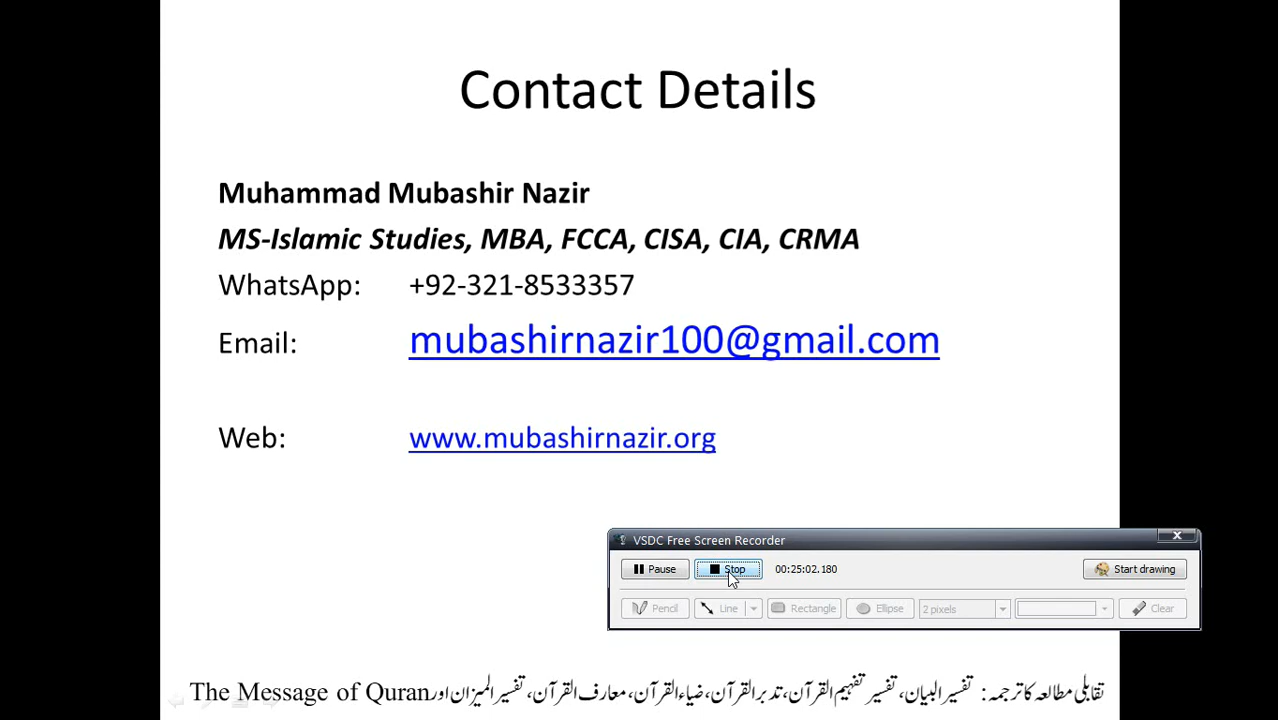 Contact Details
Muhammad Mubashir Nazir
MS-Islamic Studies, MBA, FCCA, CISA, CIA, CRMA
WhatsApp: +92-321-8533357
Email: mubashirnazir100@gmail.com
Web: www.mubashirnazir.org
VSDC Free Screen Recorder
Pause Stop 00:25:02.180 Start drawing
Pencil Line Rectangle Ellipse 2 pixels Clear
تقابلی مطالعہ کا ترجمہ: تفسیر البیان، تفسیر تفہیم القرآن، تدبر القرآن، ضیاء القرآن، معارف القرآن، تفسیر المیزان اور The Message of Quran